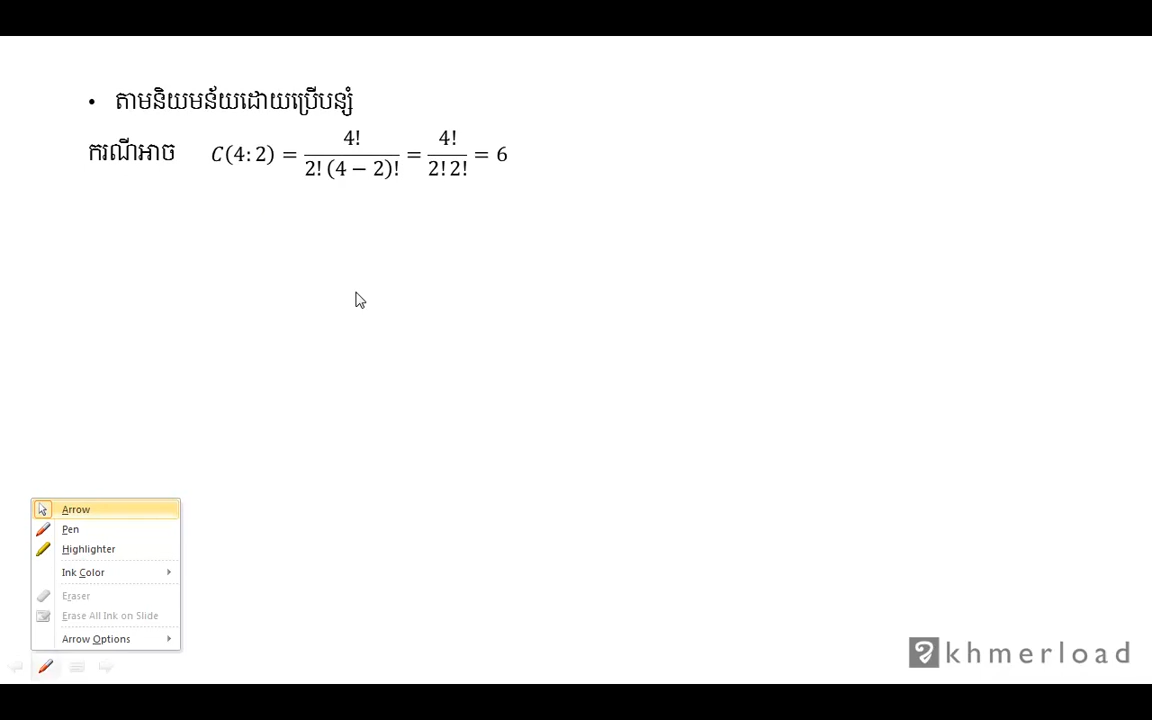 • តាមនិយមន័យដោយប្រើបន្សំ
ករណីអាច C(4:2) = 4!/(2!(4 − 2)!) = 4!/(2!2!) = 6
Arrow
Pen
Highlighter
Ink Color
Eraser
Erase All Ink on Slide
Arrow Options
khmerload